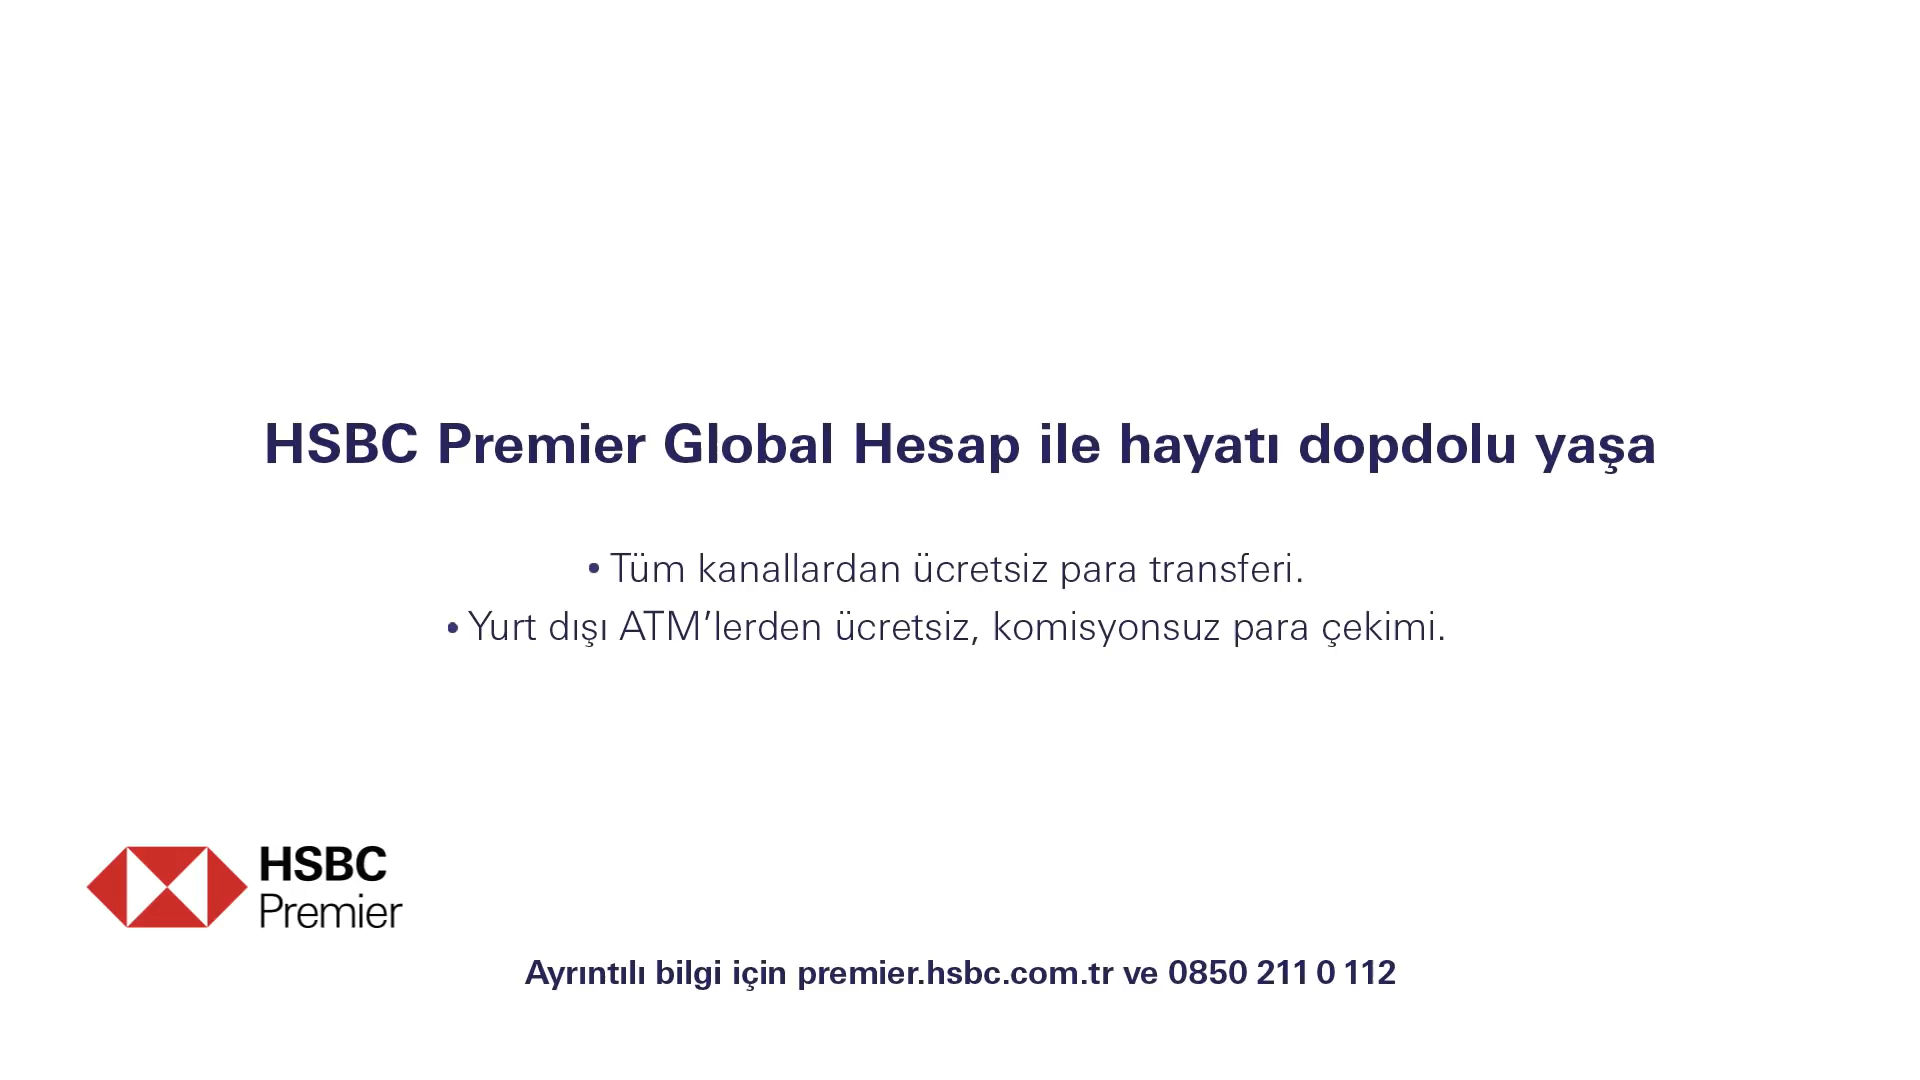 HSBC Premier Global Hesap ile hayatı dopdolu yaşa
• Tüm kanallardan ücretsiz para transferi.
• Yurt dışı ATM’lerden ücretsiz, komisyonsuz para çekimi.
HSBC
Premier
Ayrıntılı bilgi için premier.hsbc.com.tr ve 0850 211 0 112